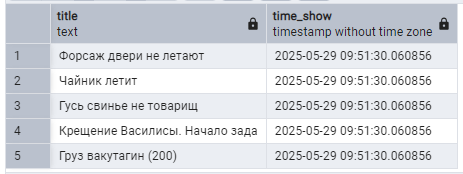 title
text
time_show
timestamp without time zone
1 Форсаж двери не летают 2025-05-29 09:51:30.060856
2 Чайник летит 2025-05-29 09:51:30.060856
3 Гусь свинье не товарищ 2025-05-29 09:51:30.060856
4 Крещение Василисы. Начало зада 2025-05-29 09:51:30.060856
5 Груз вакутагин (200) 2025-05-29 09:51:30.060856